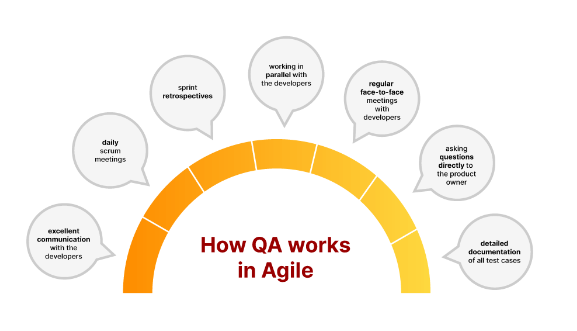 excellent
communication
with the
developers
daily
scrum
meetings
sprint
retrospectives
working in
parallel with
the developers
regular
face-to-face
meetings
with
developers
asking
questions
directly to
the product
owner
detailed
documentation
of all test cases
How QA works
in Agile